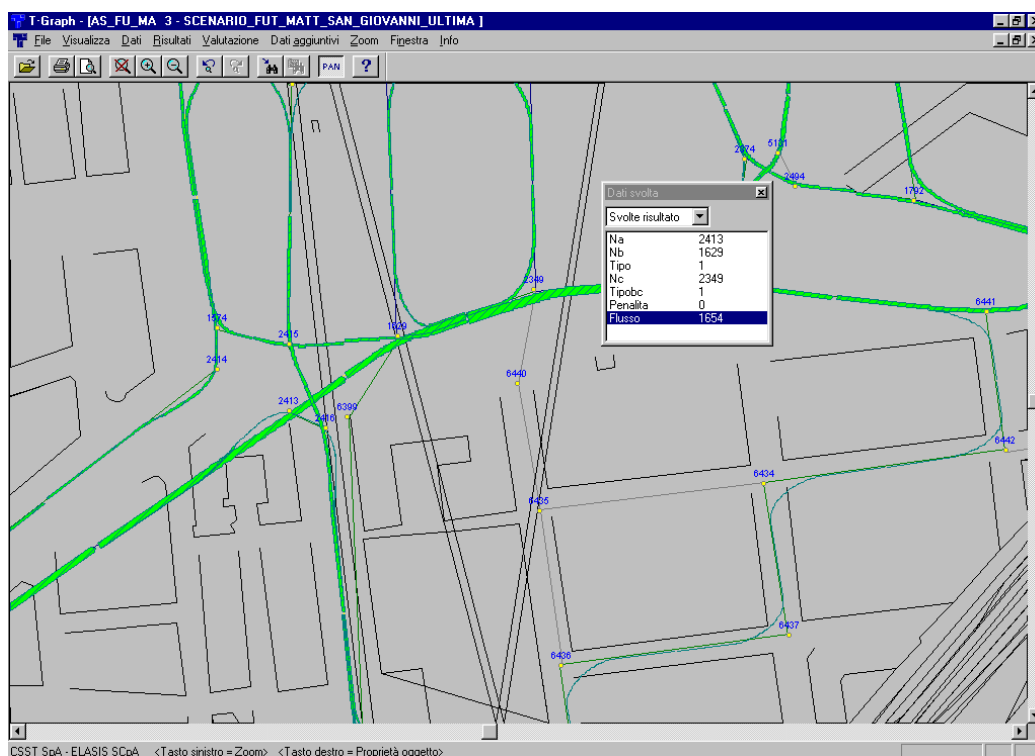 T-Graph - [AS_FU_MA 3 - SCENARIO_FUT_MATT_SAN_GIOVANNI_ULTIMA ]
File Visualizza Dati Risultati Valutazione Dati aggiuntivi Zoom Finestra Info
PAN ?
5131
2494
1792
Dati svolta
Svolte risultato
Na 2413
Nb 1629
Tipo 1
Nc 2349
Tipobc 1
Penalita 0
Flusso 1654
2349
6441
1574
2415
1629
2414
6440
2413
6399
2416
6442
6434
6435
6437
6436
CSST SpA - ELASIS SCpA <Tasto sinistro = Zoom> <Tasto destro = Proprietà oggetto>